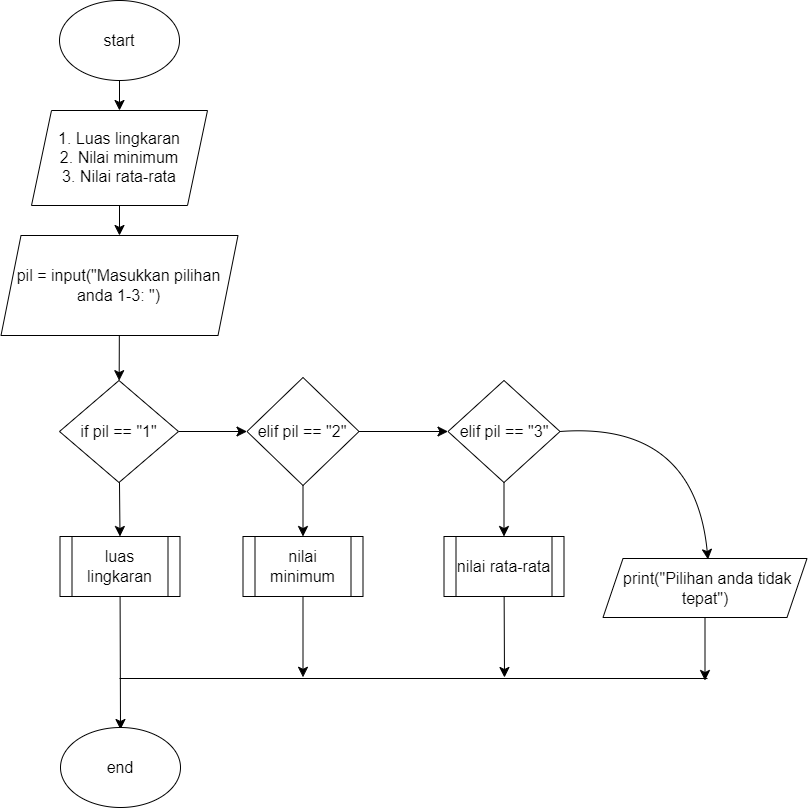 start
1. Luas lingkaran
2. Nilai minimum
3. Nilai rata-rata
pil = input("Masukkan pilihan
anda 1-3: ")
if pil == "1"
elif pil == "2"
elif pil == "3"
luas
lingkaran
nilai
minimum
nilai rata-rata
print("Pilihan anda tidak
tepat")
end